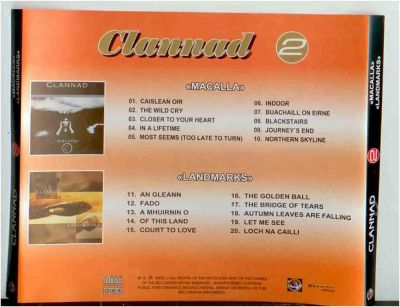 Clannad 2
«MACALLA»
CLANNAD
MACALLA
01. CAISLEAN OIR
02. THE WILD CRY
03. CLOSER TO YOUR HEART
04. IN A LIFETIME
05. MOST SEEMS (TOO LATE TO TURN)
06. INDOOR
07. BUACHAILL ON EIRNE
08. BLACKSTAIRS
09. JOURNEY'S END
10. NORTHERN SKYLINE
«LANDMARKS»
11. AN GLEANN
12. FADO
13. A MHUIRNIN O
14. OF THIS LAND
15. COURT TO LOVE
16. THE GOLDEN BALL
17. THE BRIDGE OF TEARS
18. AUTUMN LEAVES ARE FALLING
19. LET ME SEE
20. LOCH NA CAILLI
CLANNAD 2 «MACALLA»
«LANDMARKS»
CLANNAD 2 «MACALLA»
«LANDMARKS»